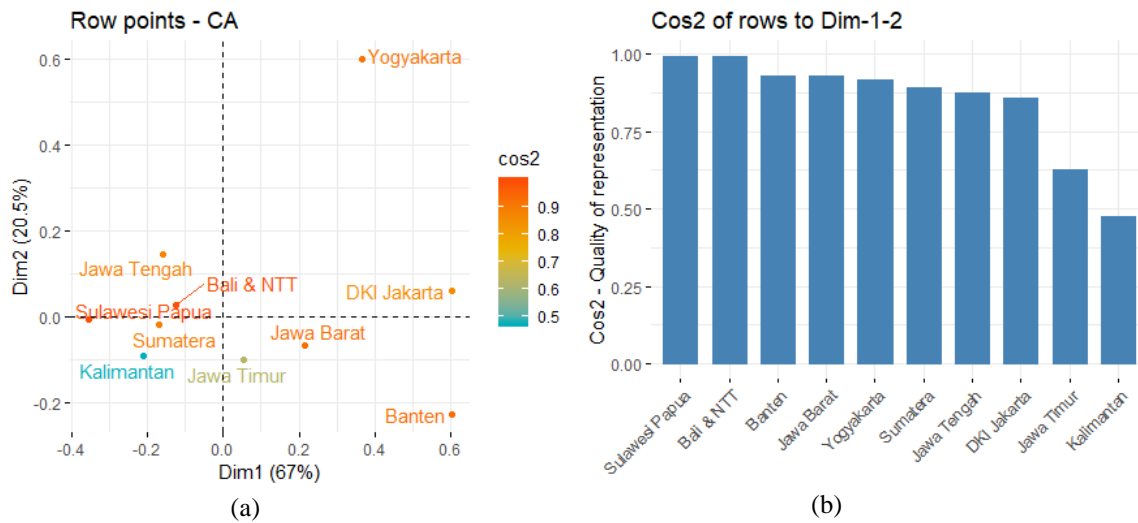 Row points - CA
0.6
0.4
0.2
0.0
-0.2
Dim2 (20.5%)
Yogyakarta
Jawa Tengah
Bali & NTT
DKI Jakarta
Sulawesi Papua
Sumatera
Jawa Barat
Kalimantan
Jawa Timur
Banten
-0.4
-0.2
0.0
0.2
0.4
0.6
Dim1 (67%)
cos2
0.9
0.8
0.7
0.6
0.5
(a)
Cos2 of rows to Dim-1-2
Cos2 - Quality of representation
1.00
0.75
0.50
0.25
0.00
Sulawesi Papua
Bali & NTT
Banten
Jawa Barat
Yogyakarta
Sumatera
Jawa Tengah
DKI Jakarta
Jawa Timur
Kalimantan
(b)